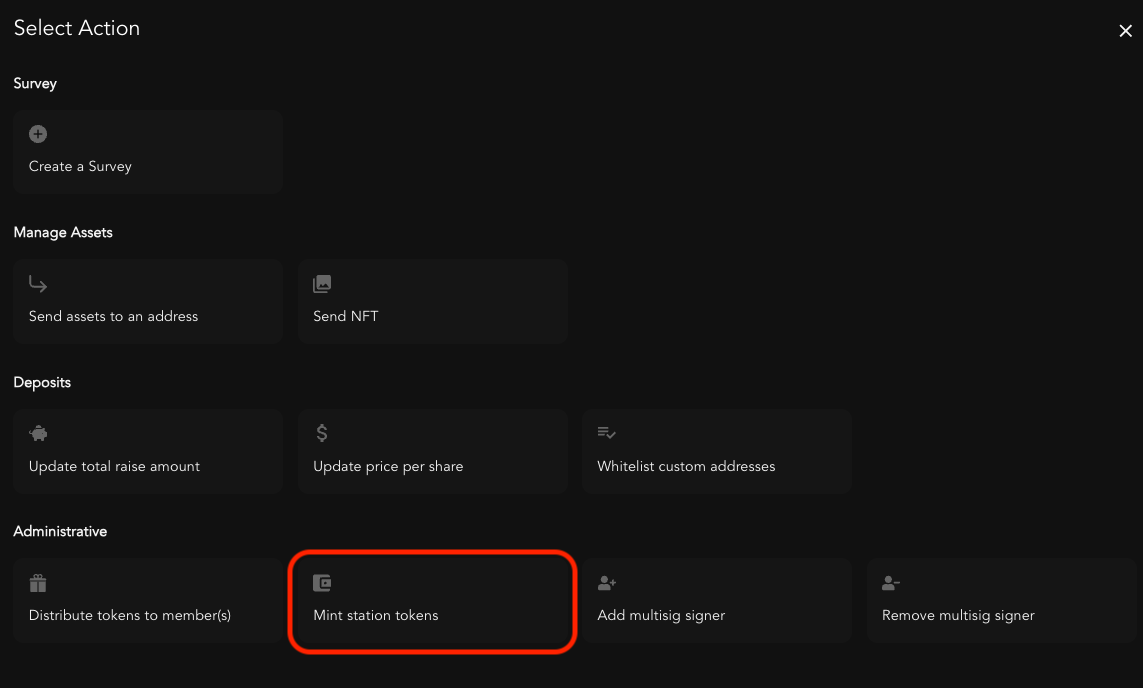 Select Action
Survey
Create a Survey
Manage Assets
Send assets to an address
Send NFT
Deposits
Update total raise amount
Update price per share
Whitelist custom addresses
Administrative
Distribute tokens to member(s)
Mint station tokens
Add multisig signer
Remove multisig signer